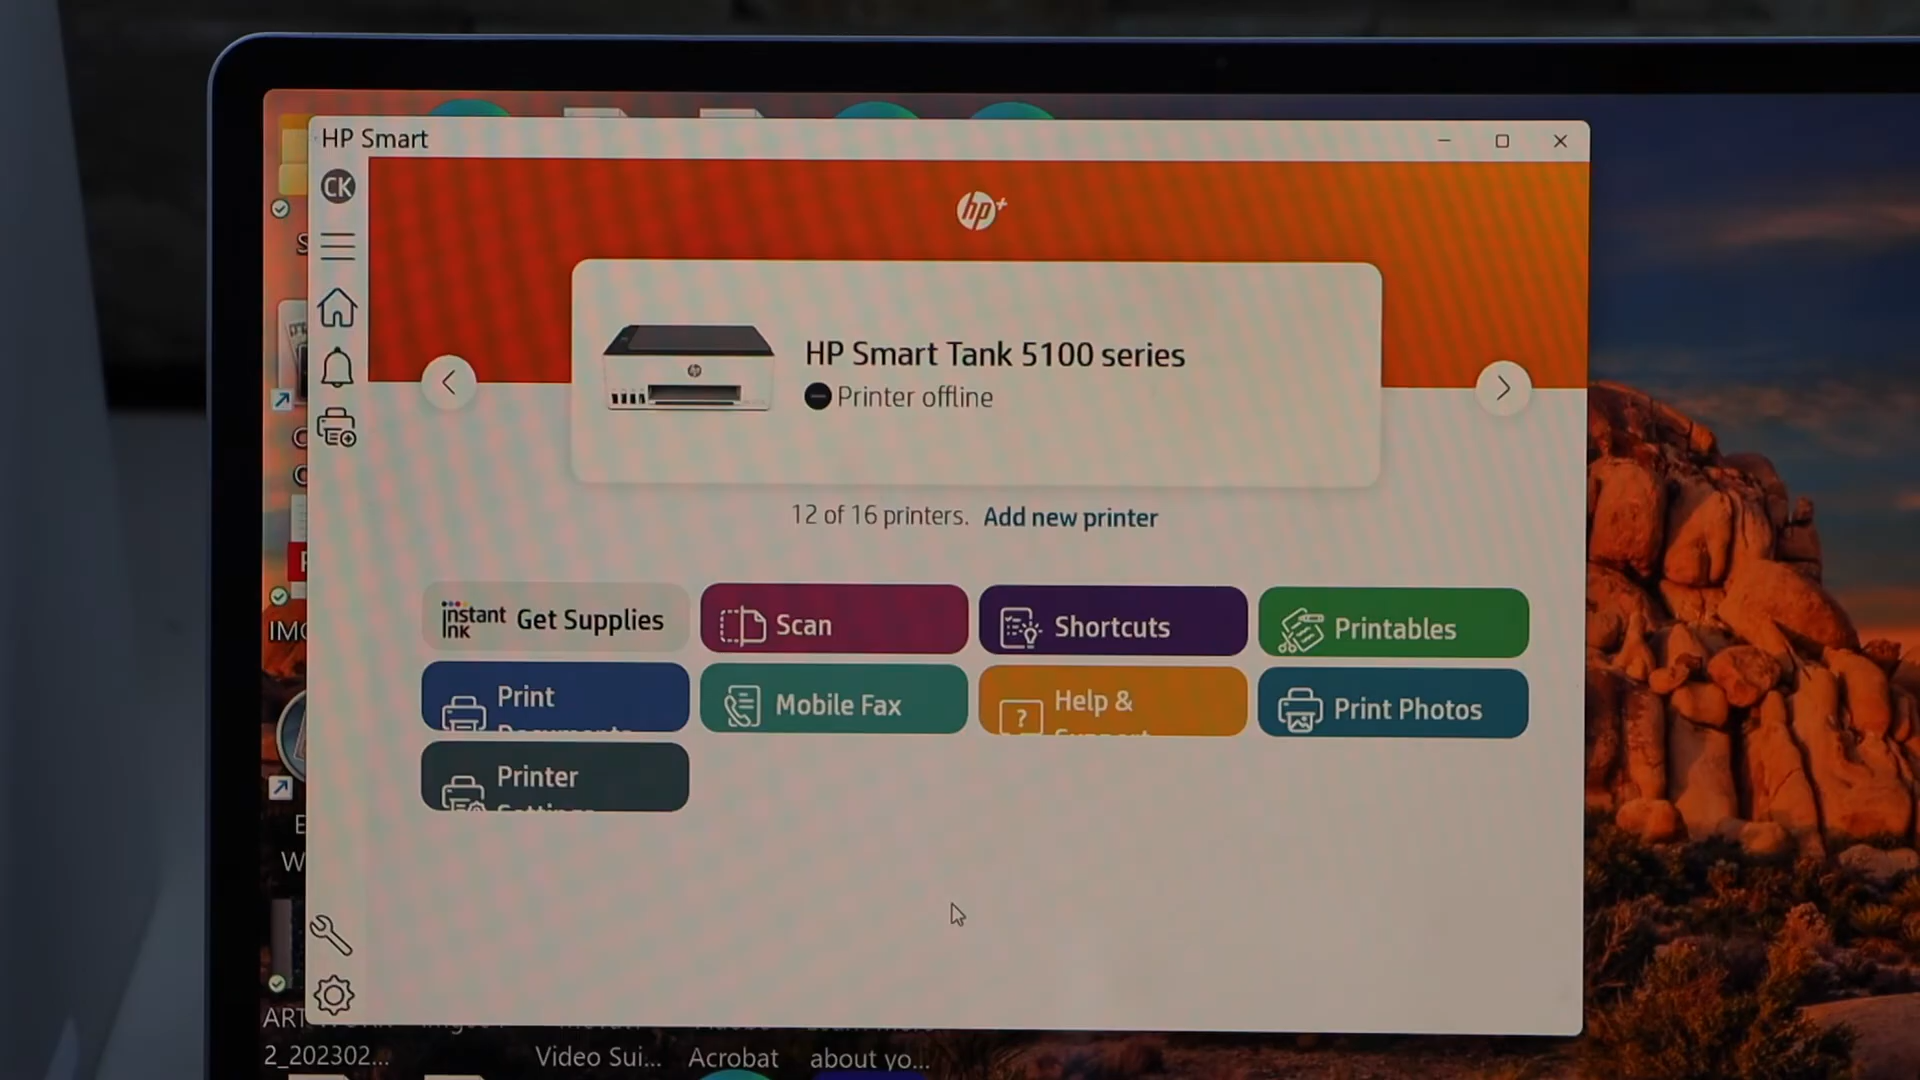 HP Smart
CK
hp+
hp
HP Smart Tank 5100 series
Printer offline
12 of 16 printers. Add new printer
instant ink Get Supplies
Scan
Shortcuts
Printables
Print
Mobile Fax
Help &
Print Photos
Printer
2_202302...
Video Sui...
Acrobat
about yo...